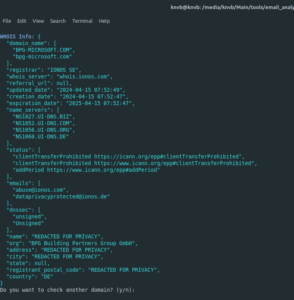 knvb@knvb: /media/knvb/Main/tools/email_analy
File Edit View Search Terminal Help
WHOIS Info: {
"domain_name": [
"BPG-MICROSOFT.COM",
"bpg-microsoft.com"
],
"registrar": "IONOS SE",
"whois_server": "whois.ionos.com",
"referral_url": null,
"updated_date": "2024-04-15 07:52:49",
"creation_date": "2024-04-15 07:52:47",
"expiration_date": "2025-04-15 07:52:47",
"name_servers": [
"NS1027.UI-DNS.BIZ",
"NS1052.UI-DNS.COM",
"NS1056.UI-DNS.ORG",
"NS1060.UI-DNS.DE"
],
"status": [
"clientTransferProhibited https://icann.org/epp#clientTransferProhibited",
"clientTransferProhibited https://www.icann.org/epp#clientTransferProhibited",
"addPeriod https://www.icann.org/epp#addPeriod"
],
"emails": [
"abuse@ionos.com",
"dataprivacyprotected@ionos.de"
],
"dnssec": [
"unsigned",
"Unsigned"
],
"name": "REDACTED FOR PRIVACY",
"org": "BPG Building Partners Group GmbH",
"address": "REDACTED FOR PRIVACY",
"city": "REDACTED FOR PRIVACY",
"state": null,
"registrant_postal_code": "REDACTED FOR PRIVACY",
"country": "DE"
}
Do you want to check another domain? (y/n):